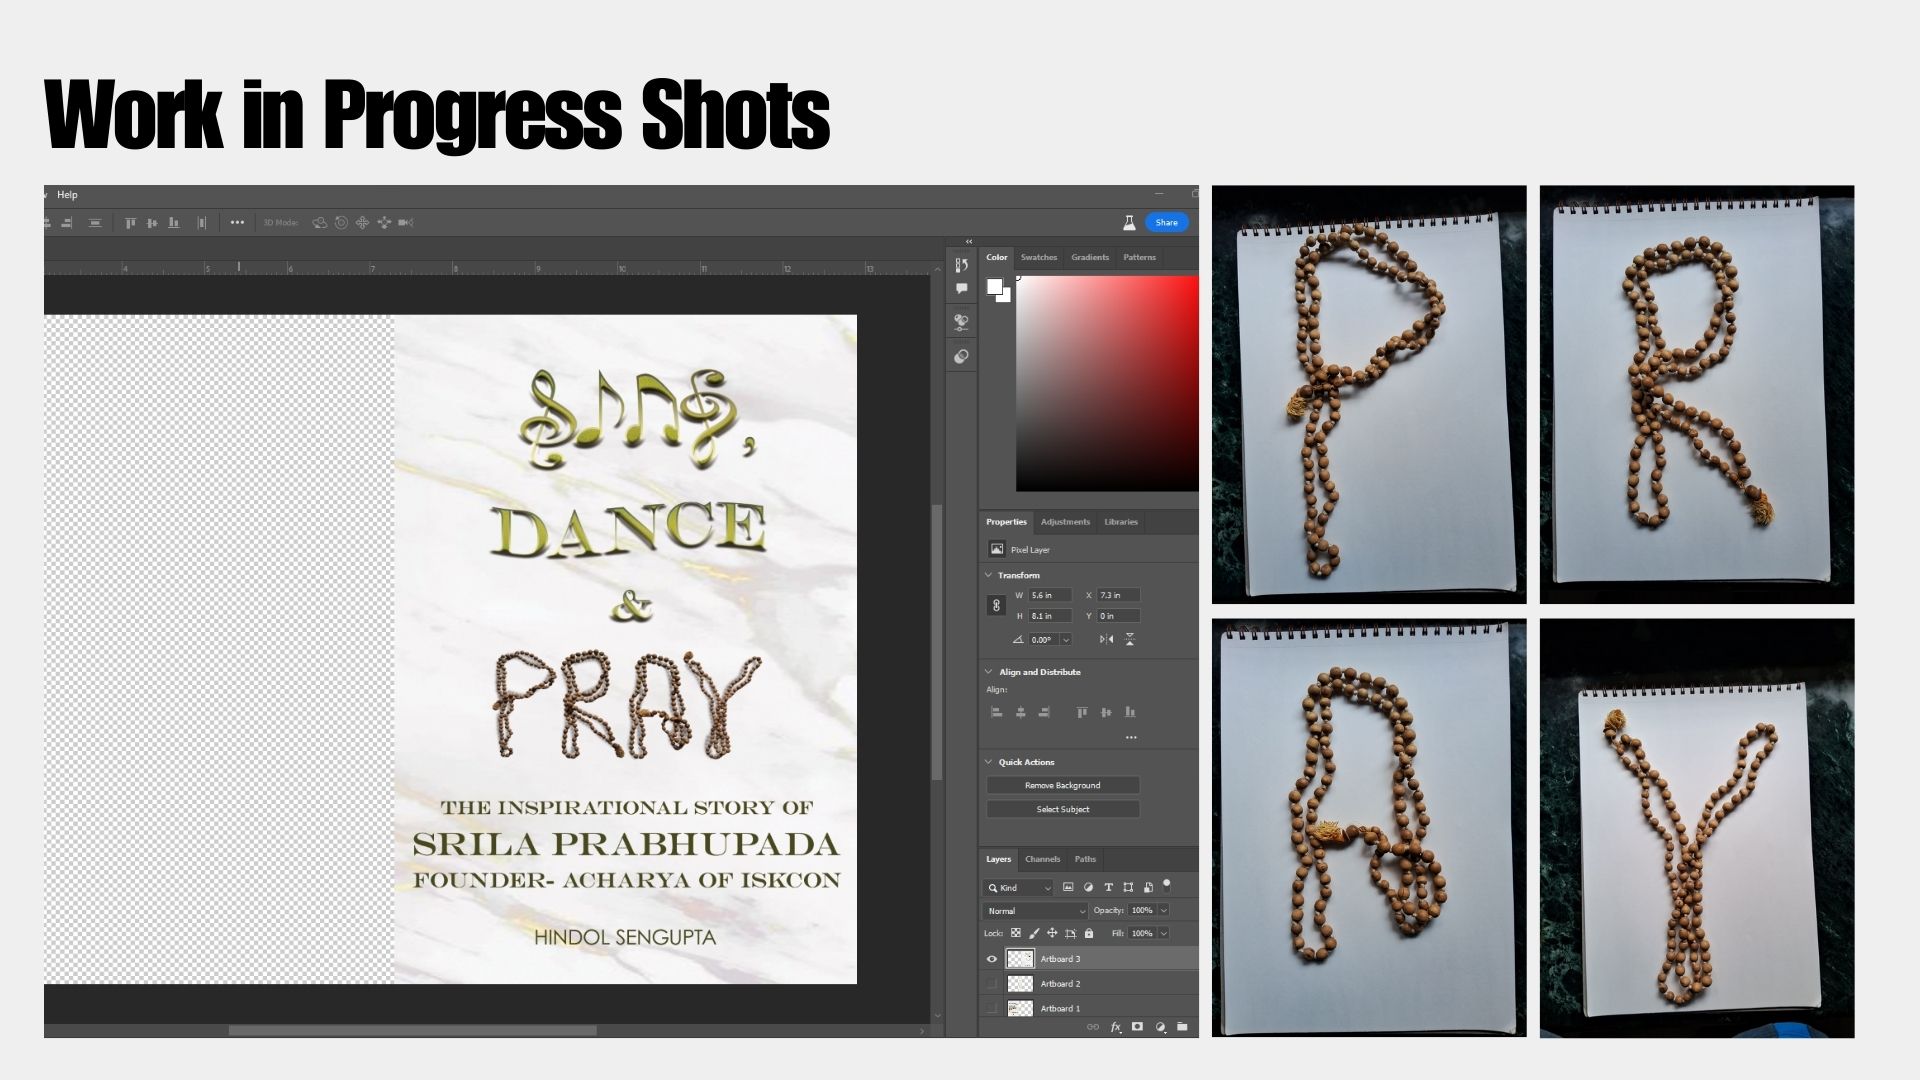 Work in Progress Shots
Help
3D Mode:
Share
4 5 6 7 8 9 10 11 12 13
Color Swatches Gradients Patterns
SING,
DANCE
&
PRAY
THE INSPIRATIONAL STORY OF
SRILA PRABHUPADA
FOUNDER- ACHARYA OF ISKCON
HINDOL SENGUPTA
Properties Adjustments Libraries
Pixel Layer
Transform
W 5.6 in X 7.3 in
H 8.1 in Y 0 in
0.00°
Align and Distribute
Align:
Quick Actions
Remove Background
Select Subject
Layers Channels Paths
Kind
Normal Opacity: 100%
Lock: Fill: 100%
Artboard 3
Artboard 2
Artboard 1
fx
P
R
A
Y